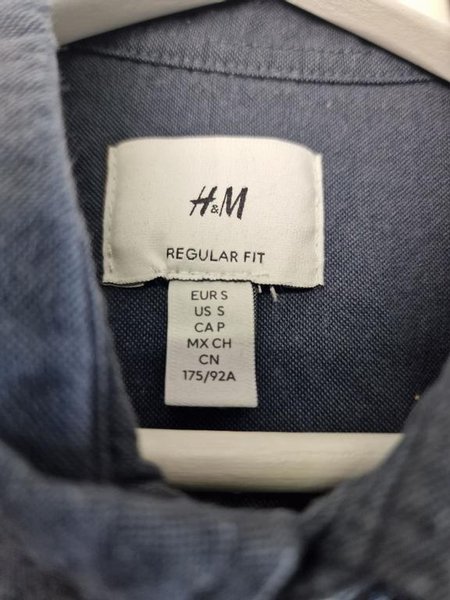 H&M
REGULAR FIT
EUR S
US S
CA P
MX CH
CN
175/92A